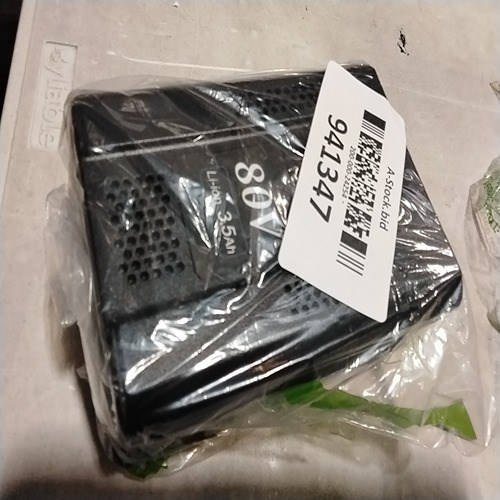 80V
Li-ion 3.5Ah
A-Stock.bid
941347